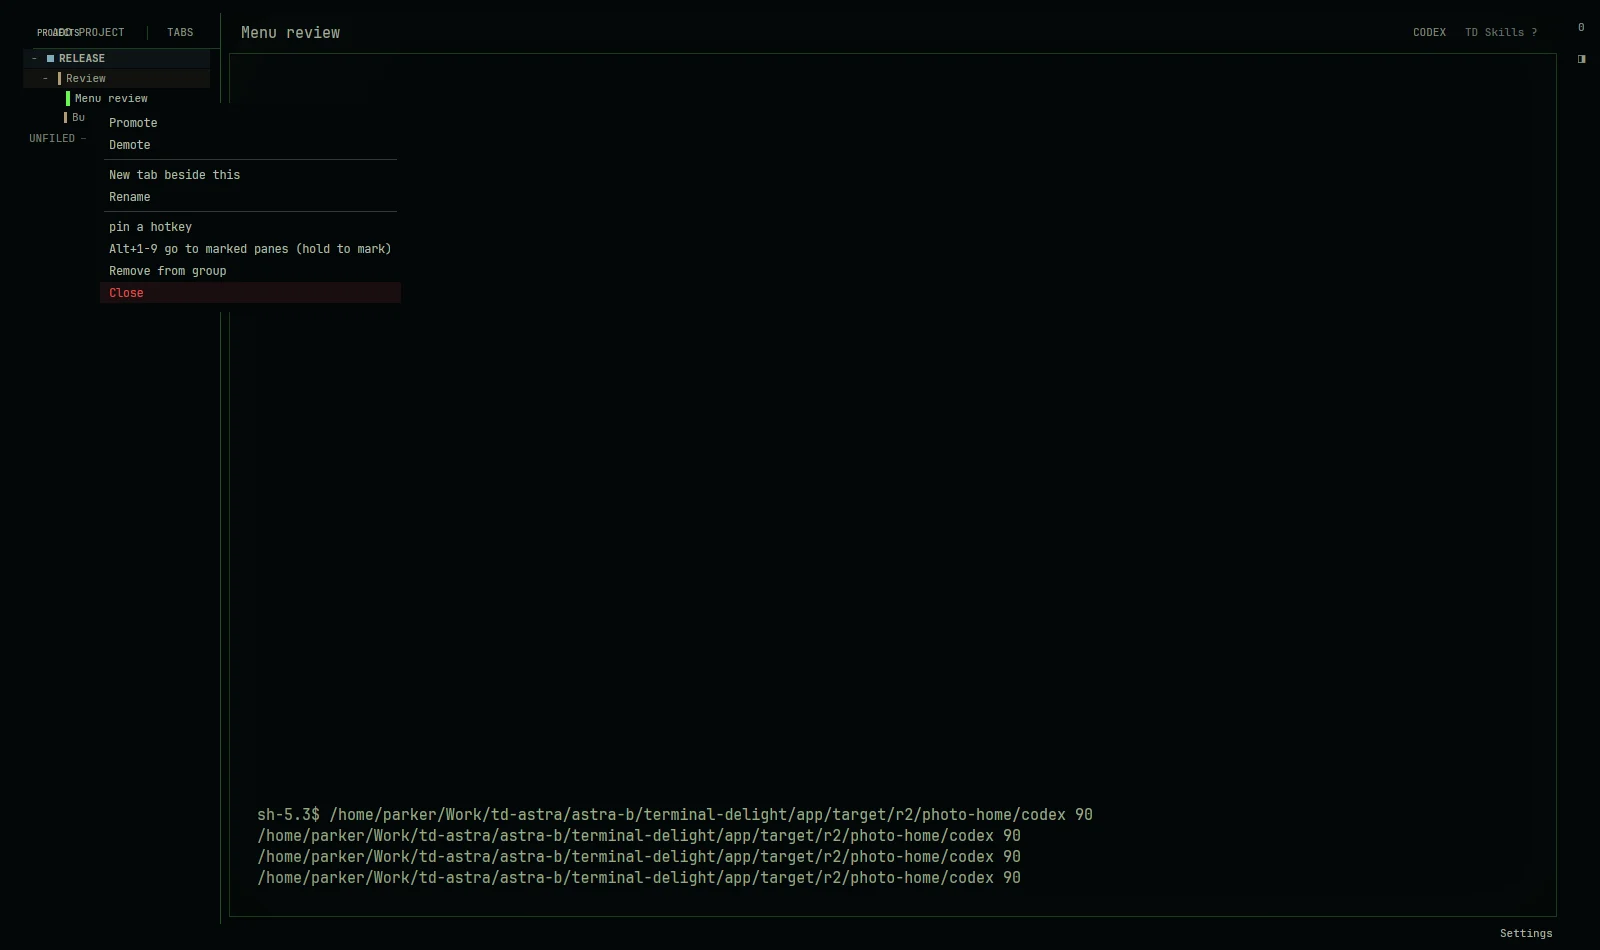 PROJECTS ADD PROJECT TABS Menu review CODEX TD Skills ? 0
- RELEASE
- Review
Menu review
Bu
UNFILED -
Promote
Demote
New tab beside this
Rename
pin a hotkey
Alt+1-9 go to marked panes (hold to mark)
Remove from group
Close
sh-5.3$ /home/parker/Work/td-astra/astra-b/terminal-delight/app/target/r2/photo-home/codex 90
/home/parker/Work/td-astra/astra-b/terminal-delight/app/target/r2/photo-home/codex 90
/home/parker/Work/td-astra/astra-b/terminal-delight/app/target/r2/photo-home/codex 90
/home/parker/Work/td-astra/astra-b/terminal-delight/app/target/r2/photo-home/codex 90
Settings